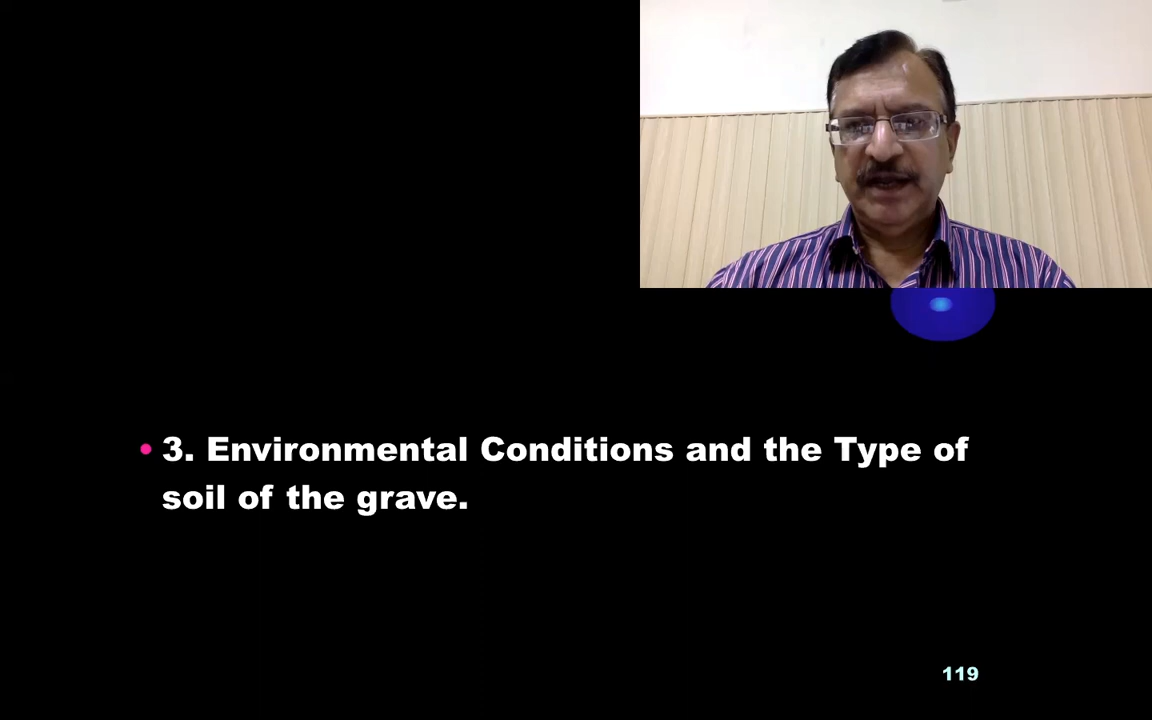 • 3. Environmental Conditions and the Type of
soil of the grave.
119